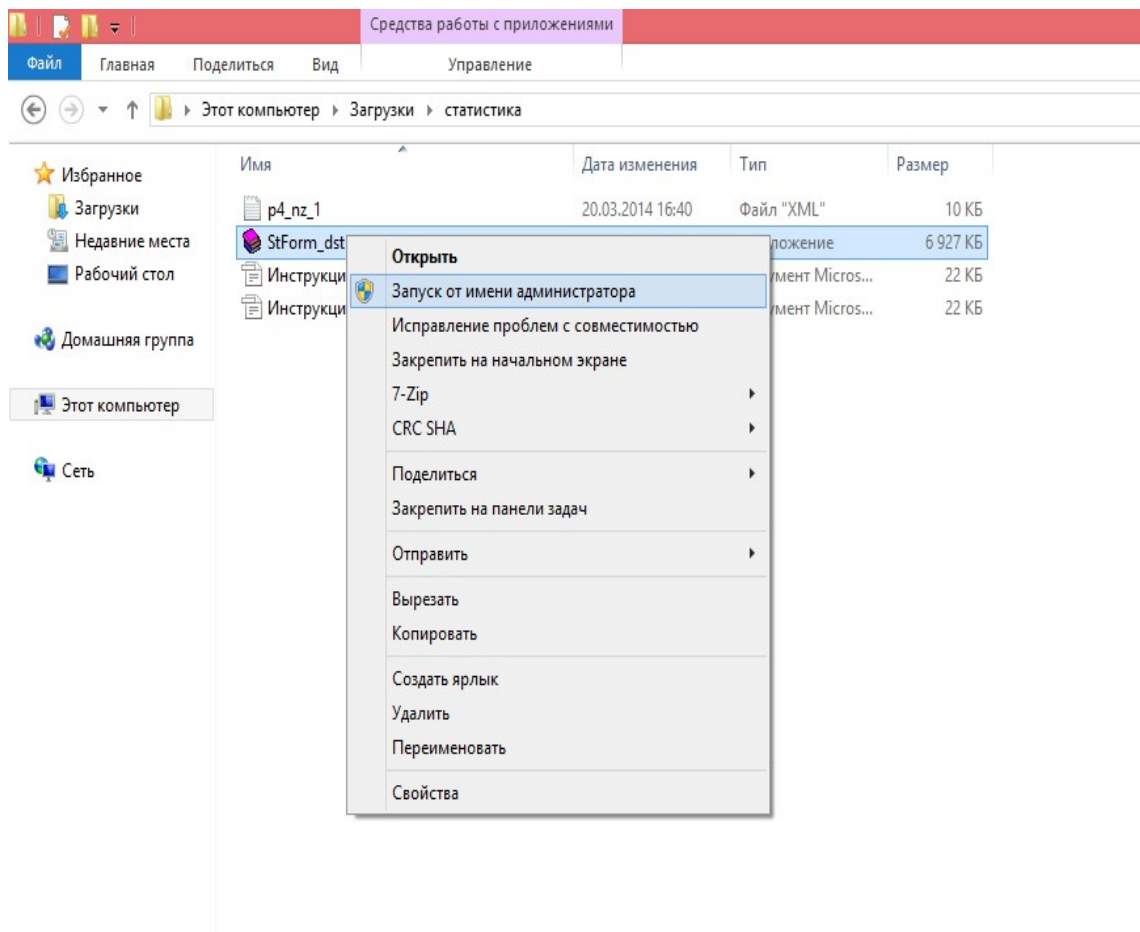 Средства работы с приложениями
Файл Главная Поделиться Вид Управление
Этот компьютер Загрузки статистика
Имя Дата изменения Тип Размер
Избранное
Загрузки
Недавние места
Рабочий стол
Домашняя группа
Этот компьютер
Сеть
p4_nz_1 20.03.2014 16:40 Файл "XML" 10 КБ
StForm_dst ложение 6 927 КБ
Инструкци умент Micros... 22 КБ
Инструкци умент Micros... 22 КБ
Открыть
Запуск от имени администратора
Исправление проблем с совместимостью
Закрепить на начальном экране
7-Zip
CRC SHA
Поделиться
Закрепить на панели задач
Отправить
Вырезать
Копировать
Создать ярлык
Удалить
Переименовать
Свойства